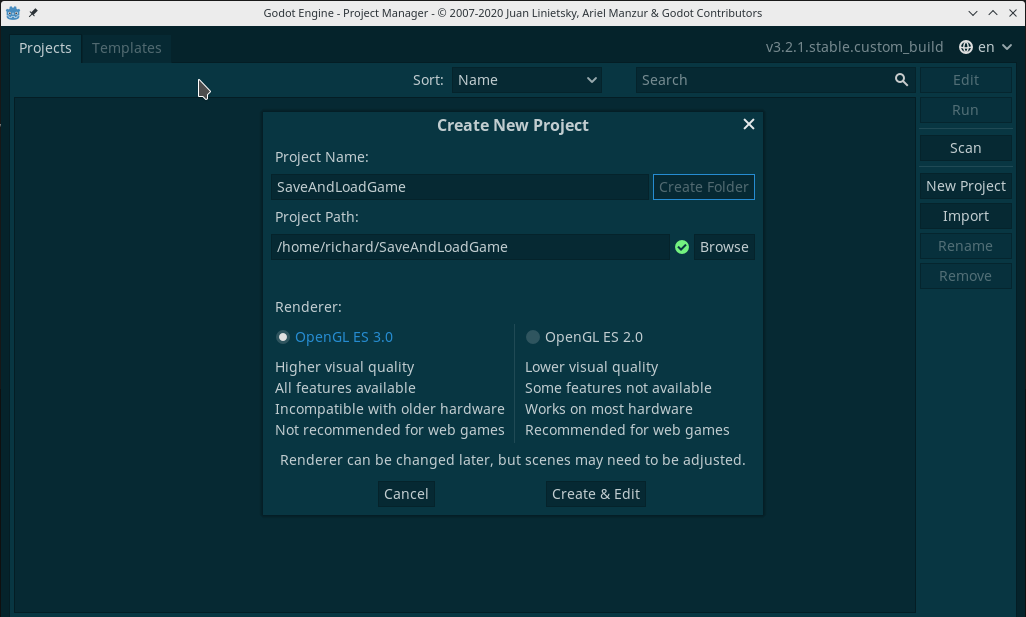 Godot Engine - Project Manager - © 2007-2020 Juan Linietsky, Ariel Manzur & Godot Contributors
Projects Templates v3.2.1.stable.custom_build en
Sort: Name Search Edit
Run
Scan
New Project
Import
Rename
Remove
Create New Project
Project Name:
SaveAndLoadGame Create Folder
Project Path:
/home/richard/SaveAndLoadGame Browse
Renderer:
OpenGL ES 3.0
Higher visual quality
All features available
Incompatible with older hardware
Not recommended for web games
OpenGL ES 2.0
Lower visual quality
Some features not available
Works on most hardware
Recommended for web games
Renderer can be changed later, but scenes may need to be adjusted.
Cancel Create & Edit